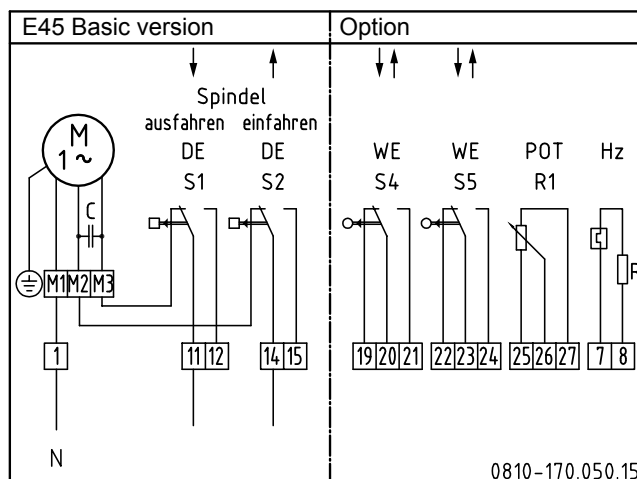 E45 Basic version Option
Spindel
ausfahren einfahren
M
1~
DE DE WE WE POT Hz
S1 S2 S4 S5 R1
C
R
M1 M2 M3
1 11 12 14 15 19 20 21 22 23 24 25 26 27 7 8
N
0810-170.050.15